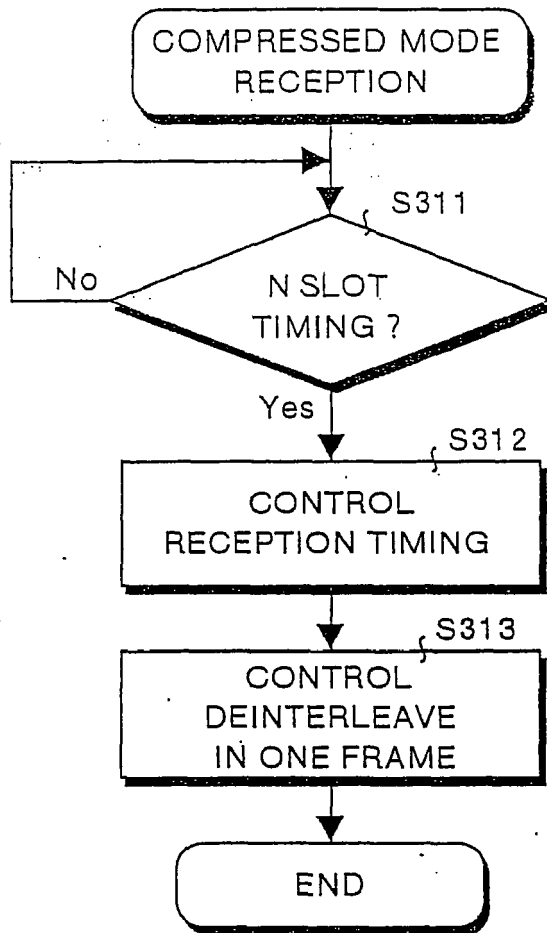 COMPRESSED MODE
RECEPTION
S311
No
N SLOT
TIMING ?
Yes
S312
CONTROL
RECEPTION TIMING
S313
CONTROL
DEINTERLEAVE
IN ONE FRAME
END